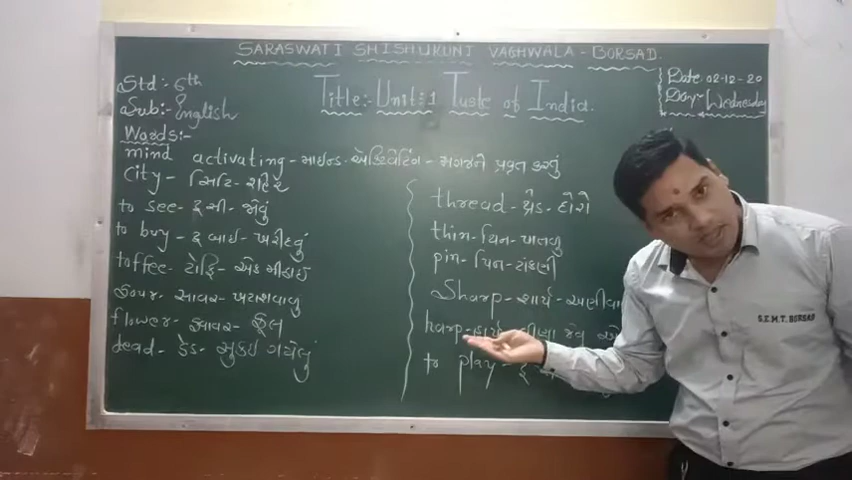 SARASWATI SHISHUKUNJ VAGHWALA - BORSAD.
Std:- 6th
Sub:- English
Title:- Unit:1 Taste of India.
Date: 02-12-20
Day - Wednesday
Words:-
mind activating - માઇન્ડ એક્ટિવેટિંગ - મગજને પ્રવૃત કરતું
city - સિટિ - શહેર
to see - ટૂ સી - જોવું
to buy - ટૂ બાઇ - ખરીદવું
toffee - ટોફિ - એક મીઠાઇ
sour - સાવર - ખટાશવાળુ
flower - ફ્લાવર - ફૂલ
dead - ડેડ - સુકાઇ ગયેલું
thread - થ્રેડ - દોરો
thin - થિન - પાતળુ
pin - પિન - ટાંકણી
Sharp - શાર્પ -
harp - હાર્પ -
to play - ટૂ
S.E.M.T. BORSAD